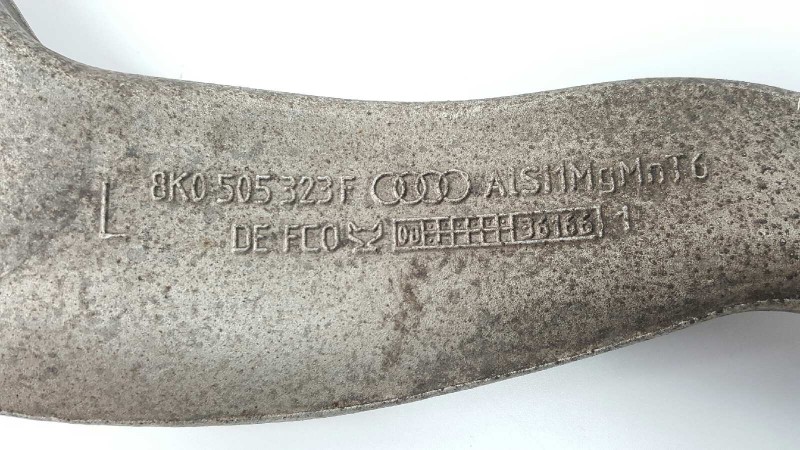 L 8K0 505 323 F AlSi1MgMnT6
DE FCO 36166 1